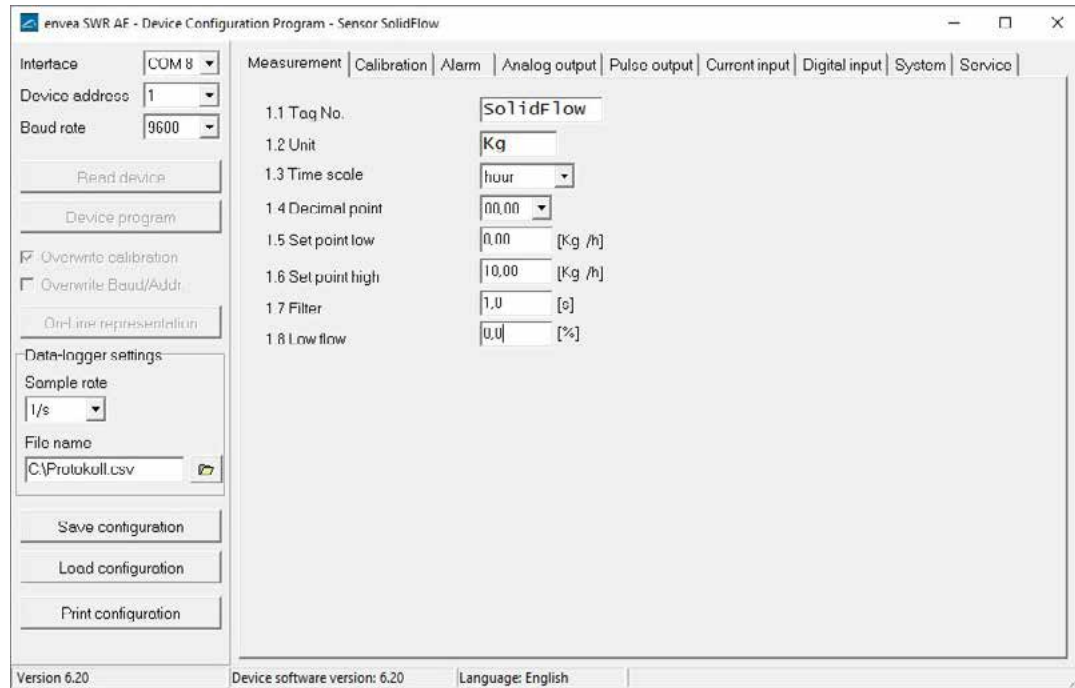 envea SWR AE - Device Configuration Program - Sensor SolidFlow
Interface
COM 8
Device address
1
Baud rate
9600
Read device
Device program
Overwrite calibration
Overwrite Baud/Addr.
On-Line representation
Data-logger settings
Sample rate
1/s
File name
C:\Protokoll.csv
Save configuration
Load configuration
Print configuration
Measurement
Calibration
Alarm
Analog output
Pulse output
Current input
Digital input
System
Service
1.1 Tag No.
SolidFlow
1.2 Unit
Kg
1.3 Time scale
hour
1.4 Decimal point
00,00
1.5 Set point low
0,00 [Kg /h]
1.6 Set point high
10,00 [Kg /h]
1.7 Filter
1,0 [s]
1.8 Low flow
0,0 [%]
Version 6.20
Device software version: 6.20
Language: English